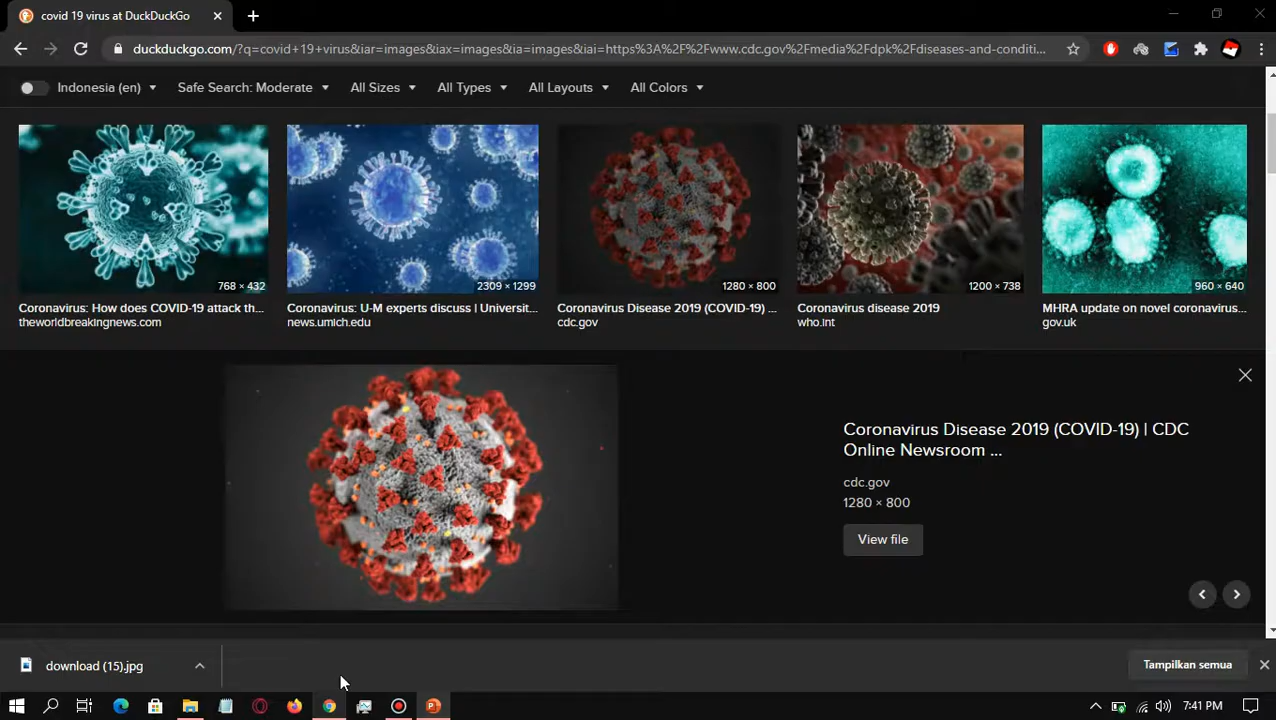 covid 19 virus at DuckDuckGo
duckduckgo.com/?q=covid+19+virus&iar=images&iax=images&ia=images&iai=https%3A%2F%2Fwww.cdc.gov%2Fmedia%2Fdpk%2Fdiseases-and-conditi...
Indonesia (en) Safe Search: Moderate All Sizes All Types All Layouts All Colors
768 × 432 2309 × 1299 1280 × 800 1200 × 738 960 × 640
Coronavirus: How does COVID-19 attack th... Coronavirus: U-M experts discuss | Universit... Coronavirus Disease 2019 (COVID-19) ... Coronavirus disease 2019 MHRA update on novel coronavirus...
theworldbreakingnews.com news.umich.edu cdc.gov who.int gov.uk
Coronavirus Disease 2019 (COVID-19) | CDC
Online Newsroom ...
cdc.gov
1280 × 800
View file
download (15).jpg Tampilkan semua
7:41 PM